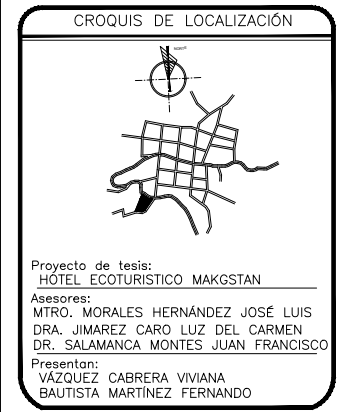 CROQUIS DE LOCALIZACIÓN
Proyecto de tesis:
HOTEL ECOTURISTICO MAKGSTAN
Asesores:
MTRO. MORALES HERNÁNDEZ JOSÉ LUIS
DRA. JIMAREZ CARO LUZ DEL CARMEN
DR. SALAMANCA MONTES JUAN FRANCISCO
Presentan:
VÁZQUEZ CABRERA VIVIANA
BAUTISTA MARTÍNEZ FERNANDO